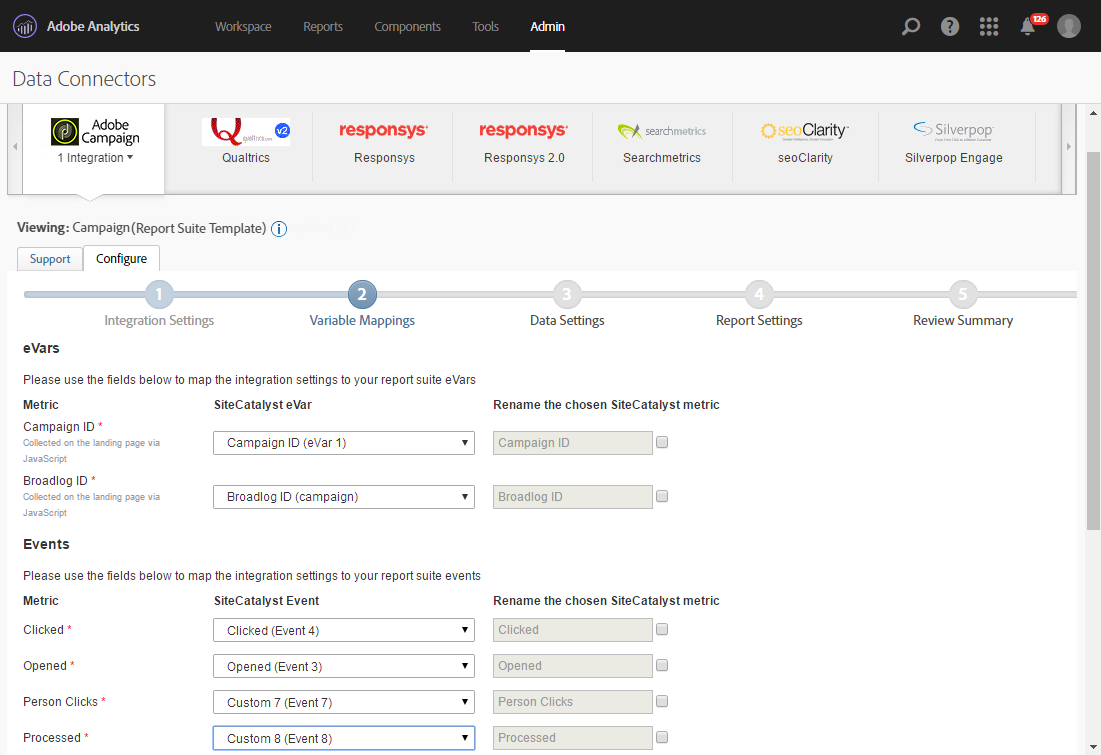 Adobe Analytics Workspace Reports Components Tools Admin ? 126
Data Connectors
Adobe Campaign
1 Integration
Qualtrics.com v2
Qualtrics
responsys
Responsys
responsys
Responsys 2.0
searchmetrics
Searchmetrics
seoClarity
seoClarity
Silverpop
Silverpop Engage
Viewing: Campaign(Report Suite Template) i
Support Configure
1 2 3 4 5
Integration Settings Variable Mappings Data Settings Report Settings Review Summary
eVars
Please use the fields below to map the integration settings to your report suite eVars
Metric SiteCatalyst eVar Rename the chosen SiteCatalyst metric
Campaign ID *
Collected on the landing page via
JavaScript
Campaign ID (eVar 1) Campaign ID
Broadlog ID *
Collected on the landing page via
JavaScript
Broadlog ID (campaign) Broadlog ID
Events
Please use the fields below to map the integration settings to your report suite events
Metric SiteCatalyst Event Rename the chosen SiteCatalyst metric
Clicked * Clicked (Event 4) Clicked
Opened * Opened (Event 3) Opened
Person Clicks * Custom 7 (Event 7) Person Clicks
Processed * Custom 8 (Event 8) Processed